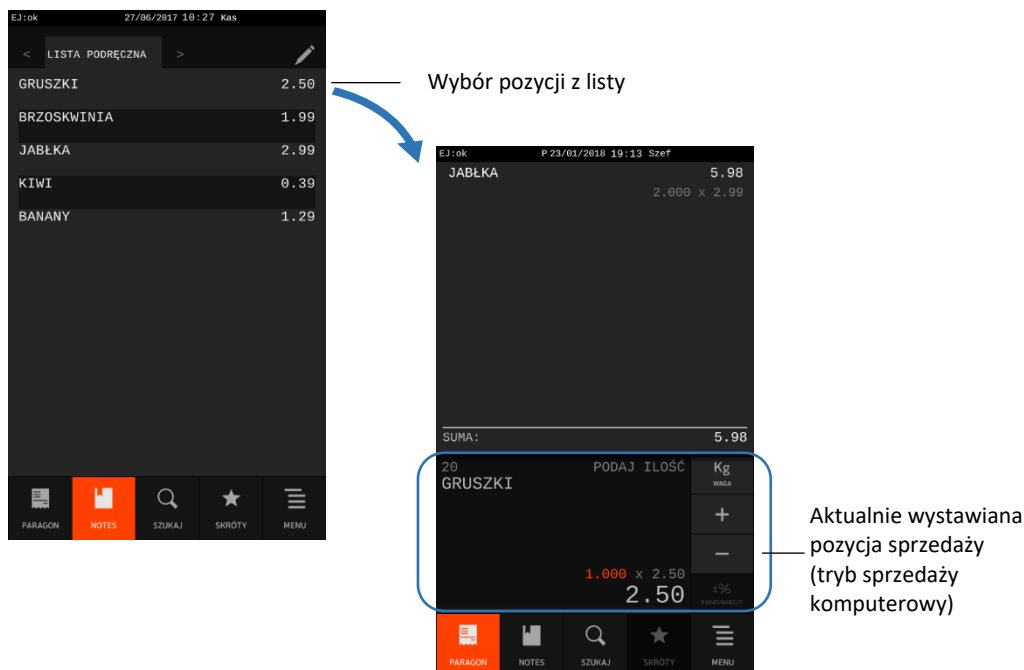 EJ:ok 27/06/2017 10:27 Kas
< LISTA PODRĘCZNA >
GRUSZKI 2.50
BRZOSKWINIA 1.99
JABŁKA 2.99
KIWI 0.39
BANANY 1.29
PARAGON NOTES SZUKAJ SKRÓTY MENU
Wybór pozycji z listy
EJ:ok P 23/01/2018 19:13 Szef
JABŁKA 5.98
2.000 x 2.99
SUMA: 5.98
20 PODAJ ILOŚĆ Kg
GRUSZKI WAGA
+
−
1.000 x 2.50
2.50 ±%
RABAT/NARZUT
PARAGON NOTES SZUKAJ SKRÓTY MENU
Aktualnie wystawiana
pozycja sprzedaży
(tryb sprzedaży
komputerowy)